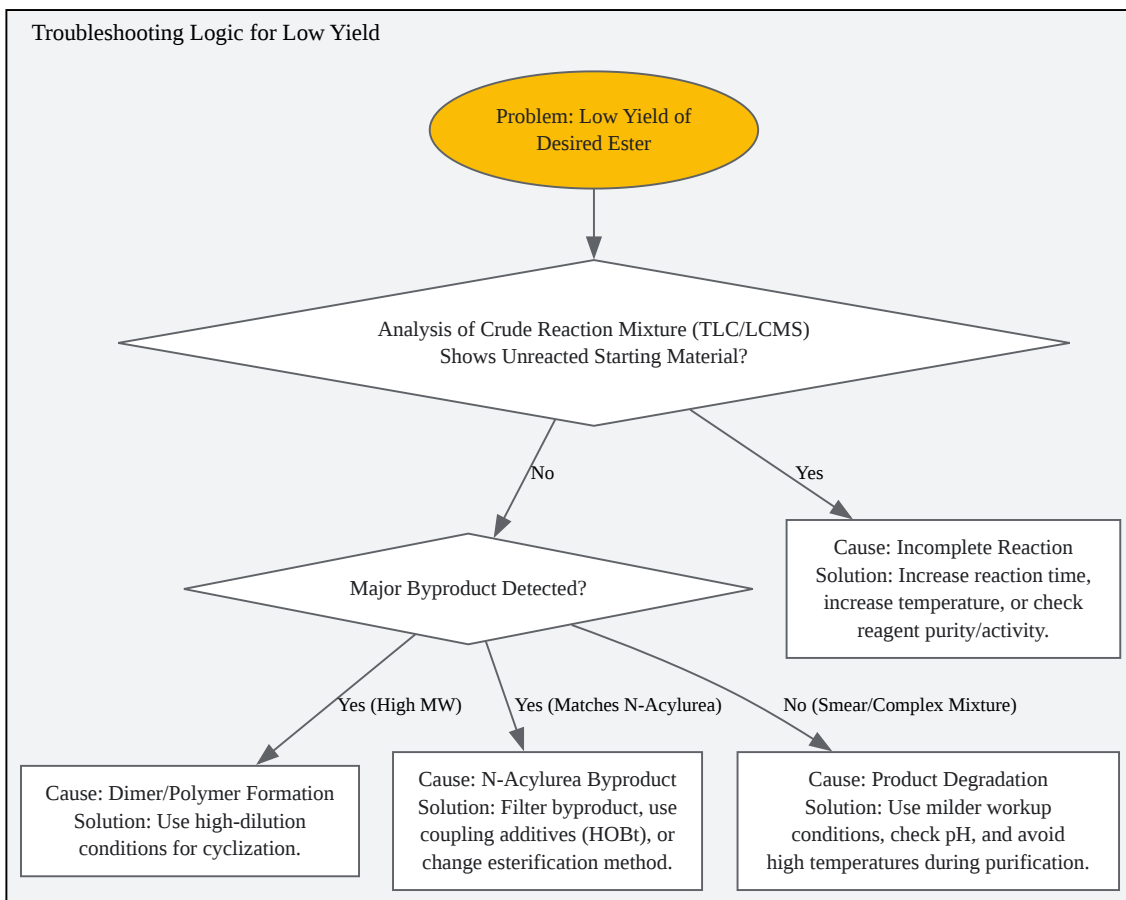 Troubleshooting Logic for Low Yield
Problem: Low Yield of
Desired Ester
Analysis of Crude Reaction Mixture (TLC/LCMS)
Shows Unreacted Starting Material?
No
Yes
Cause: Incomplete Reaction
Solution: Increase reaction time,
increase temperature, or check
reagent purity/activity.
Major Byproduct Detected?
Yes (High MW)
Yes (Matches N-Acylurea)
No (Smear/Complex Mixture)
Cause: Dimer/Polymer Formation
Solution: Use high-dilution
conditions for cyclization.
Cause: N-Acylurea Byproduct
Solution: Filter byproduct, use
coupling additives (HOBt), or
change esterification method.
Cause: Product Degradation
Solution: Use milder workup
conditions, check pH, and avoid
high temperatures during purification.